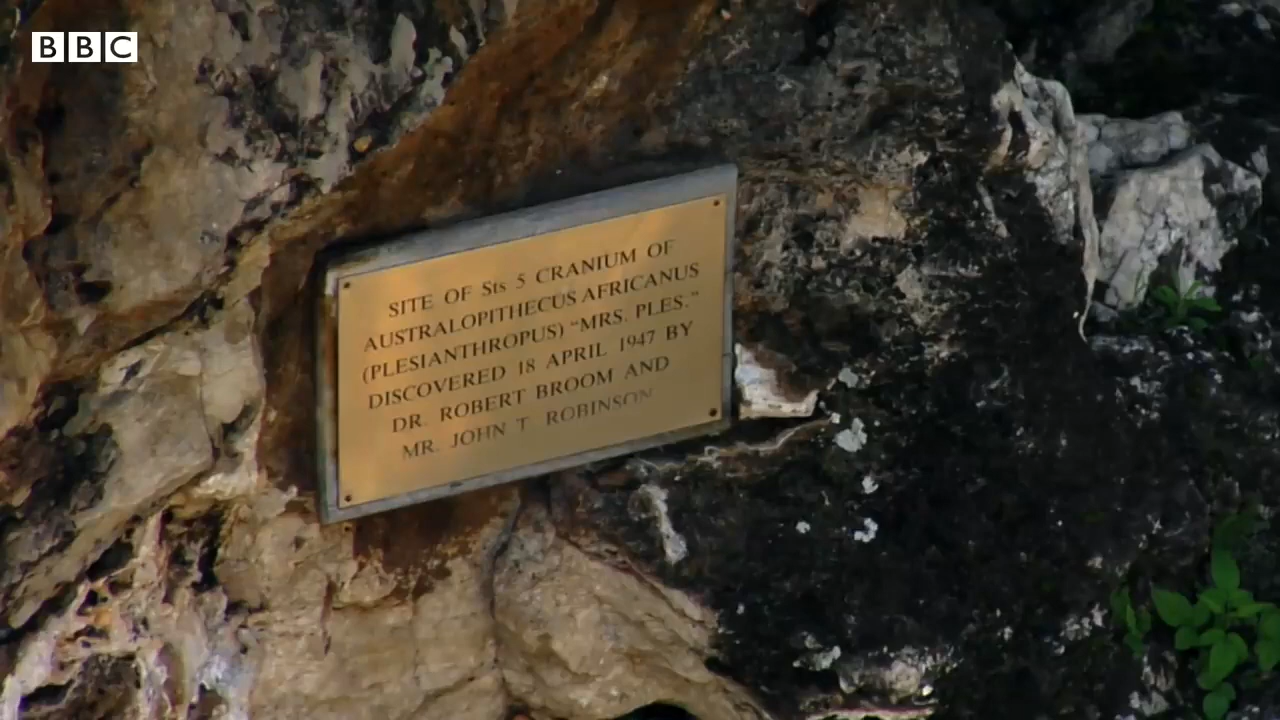 BBC
SITE OF Sts 5 CRANIUM OF
AUSTRALOPITHECUS AFRICANUS
(PLESIANTHROPUS) “MRS. PLES.”
DISCOVERED 18 APRIL 1947 BY
DR. ROBERT BROOM AND
MR. JOHN T. ROBINSON